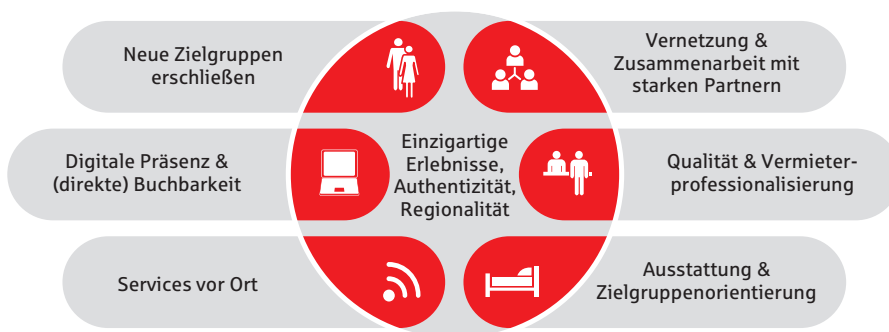 Neue Zielgruppen
erschließen
Vernetzung &
Zusammenarbeit mit
starken Partnern
Digitale Präsenz &
(direkte) Buchbarkeit
Einzigartige
Erlebnisse,
Authentizität,
Regionalität
Qualität & Vermieter-
professionalisierung
Services vor Ort
Ausstattung &
Zielgruppenorientierung